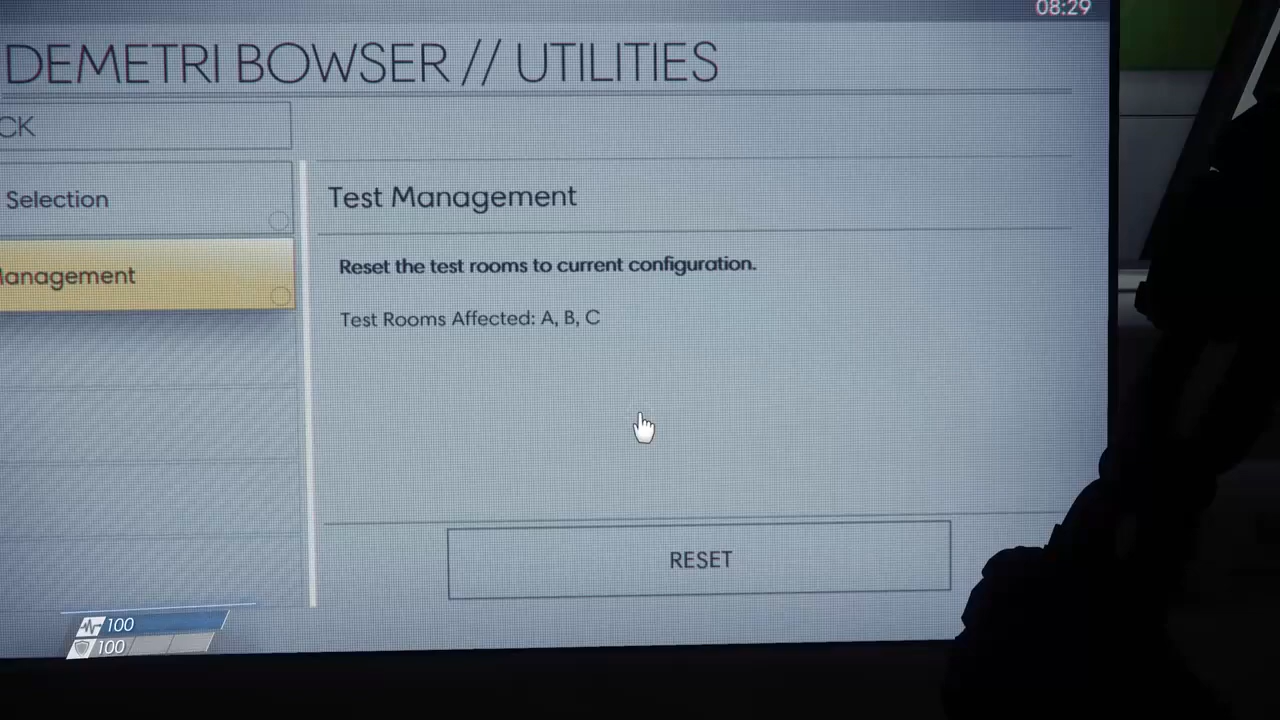 08:29
DEMETRI BOWSER // UTILITIES
CK
Selection
Management
Test Management
Reset the test rooms to current configuration.
Test Rooms Affected: A, B, C
RESET
100
100